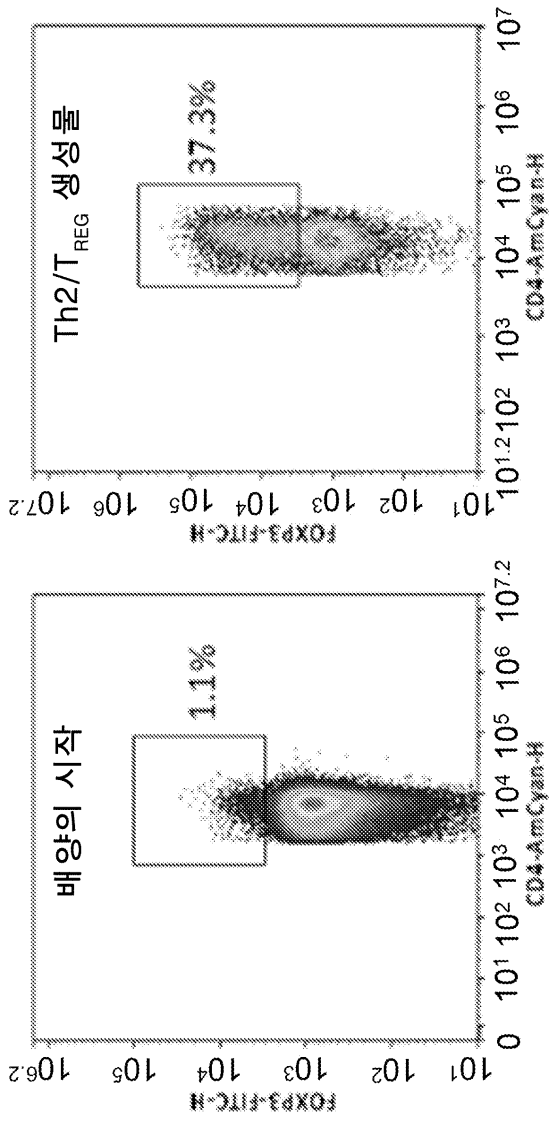 배양의 시작
1.1%
FOXP3-FITC-H
10^6.2
10^5
10^4
10^3
10^2
10^1
0 10^1 10^2 10^3 10^4 10^5 10^6 10^7.2
CD4-AmCyan-H
Th2/T_REG 생성물
37.3%
FOXP3-FITC-H
10^7.2
10^6
10^5
10^4
10^3
10^2
10^1
10^1.2 10^2 10^3 10^4 10^5 10^6 10^7
CD4-AmCyan-H